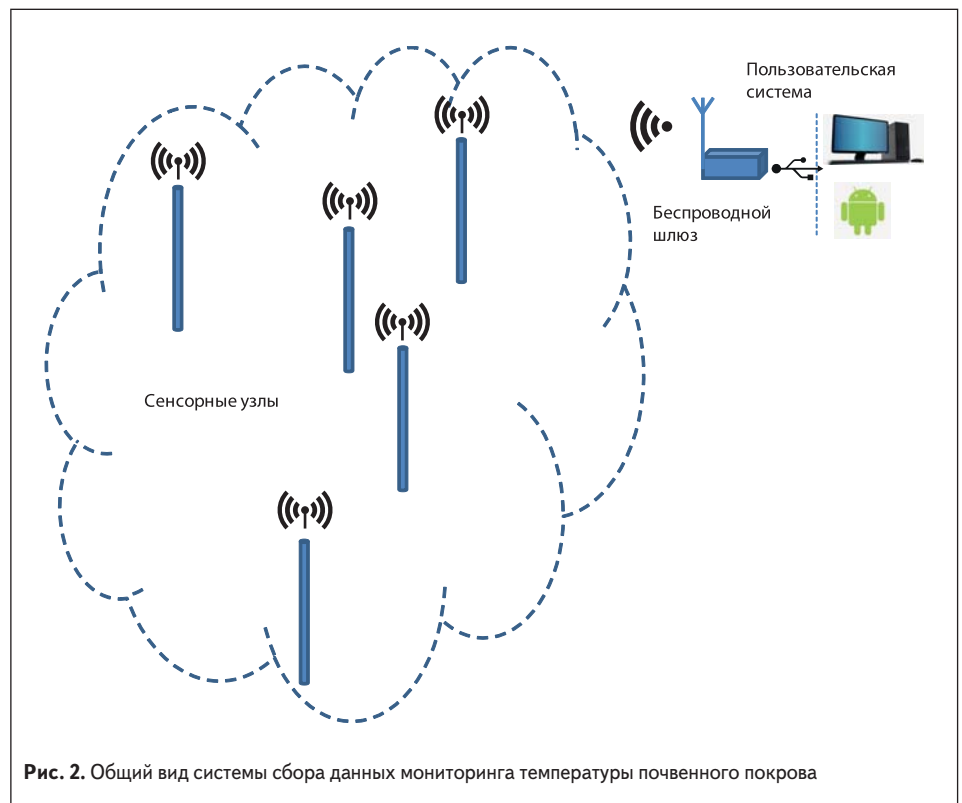 Пользовательская
система
Беспроводной
шлюз
Сенсорные узлы
Рис. 2. Общий вид системы сбора данных мониторинга температуры почвенного покрова